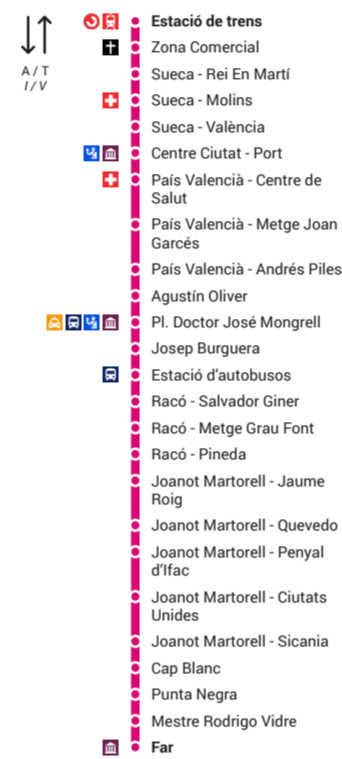 A / T
I / V
Estació de trens
Zona Comercial
Sueca - Rei En Martí
Sueca - Molins
Sueca - València
Centre Ciutat - Port
País Valencià - Centre de
Salut
País Valencià - Metge Joan
Garcés
País Valencià - Andrés Piles
Agustín Oliver
Pl. Doctor José Mongrell
Josep Burguera
Estació d'autobusos
Racó - Salvador Giner
Racó - Metge Grau Font
Racó - Pineda
Joanot Martorell - Jaume
Roig
Joanot Martorell - Quevedo
Joanot Martorell - Penyal
d'Ifac
Joanot Martorell - Ciutats
Unides
Joanot Martorell - Sicania
Cap Blanc
Punta Negra
Mestre Rodrigo Vidre
Far